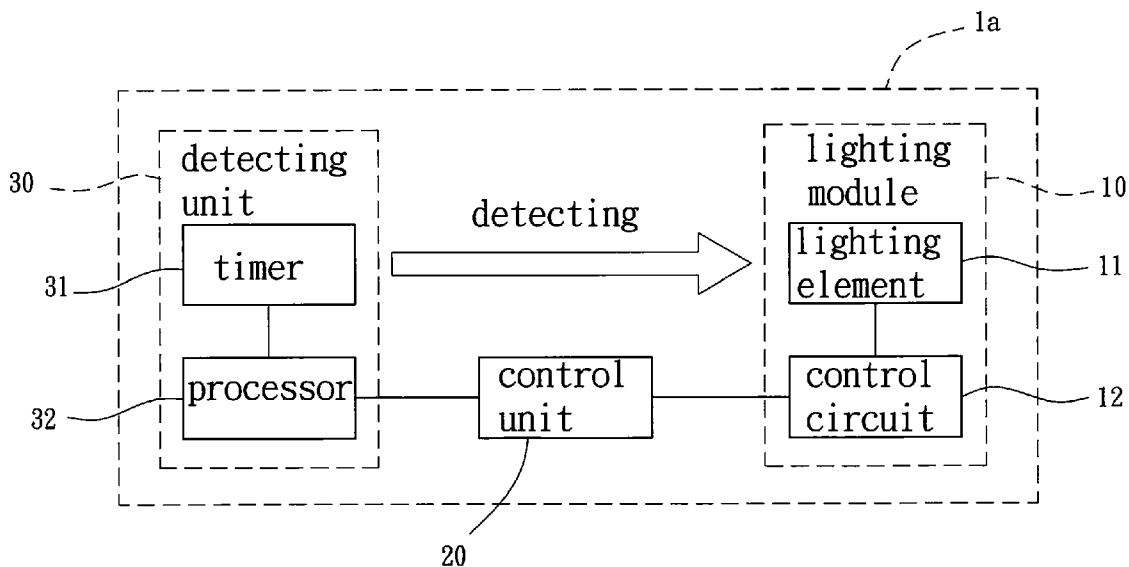 1a
detecting
unit
30
lighting
module
10
detecting
timer
31
lighting
element
11
processor
32
control
unit
20
control
circuit
12